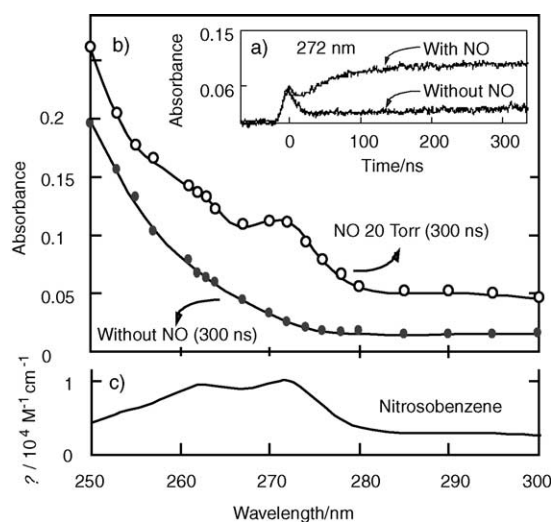 b)
a)
272 nm
With NO
Without NO
0.15
0.06
Absorbance
0 100 200 300
Time/ns
0.2
0.15
0.1
0.05
0
Absorbance
NO 20 Torr (300 ns)
Without NO (300 ns)
c)
Nitrosobenzene
1
0
? / 10⁴ M⁻¹ cm⁻¹
250 260 270 280 290 300
Wavelength/nm